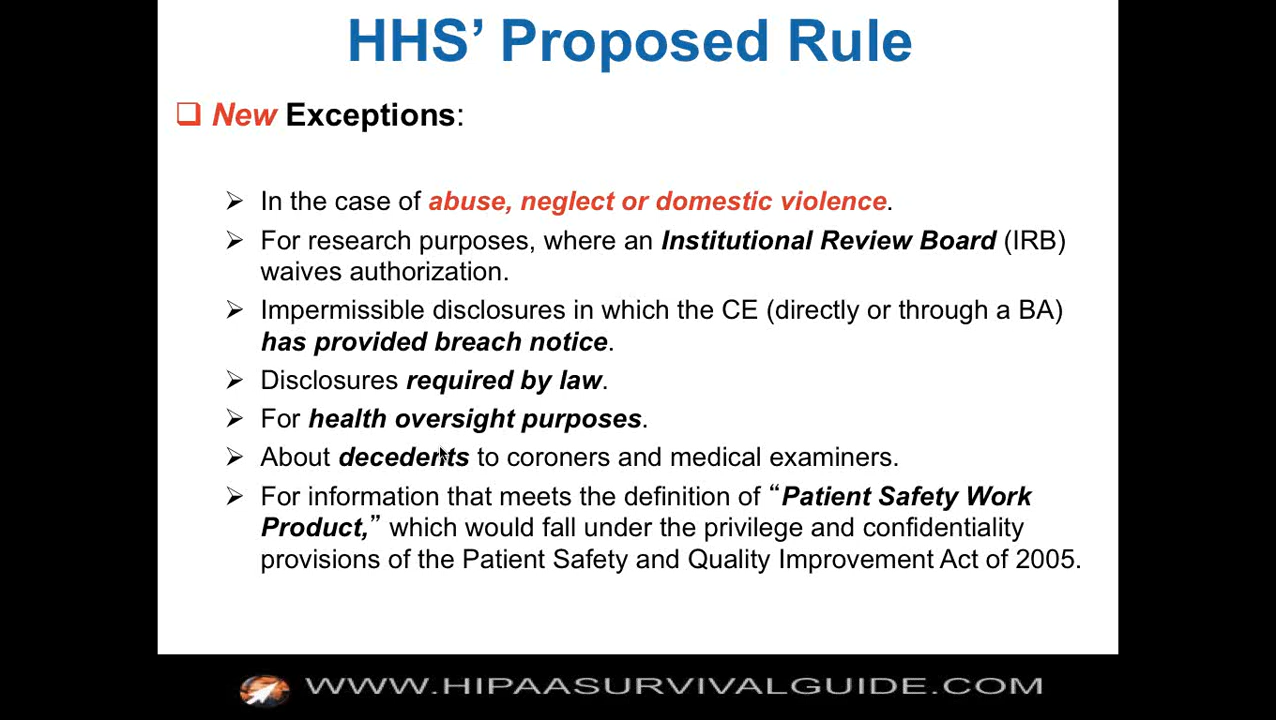 HHS’ Proposed Rule
❑ New Exceptions:
➢ In the case of abuse, neglect or domestic violence.
➢ For research purposes, where an Institutional Review Board (IRB)
waives authorization.
➢ Impermissible disclosures in which the CE (directly or through a BA)
has provided breach notice.
➢ Disclosures required by law.
➢ For health oversight purposes.
➢ About decedents to coroners and medical examiners.
➢ For information that meets the definition of “Patient Safety Work
Product,” which would fall under the privilege and confidentiality
provisions of the Patient Safety and Quality Improvement Act of 2005.
WWW.HIPAASURVIVALGUIDE.COM